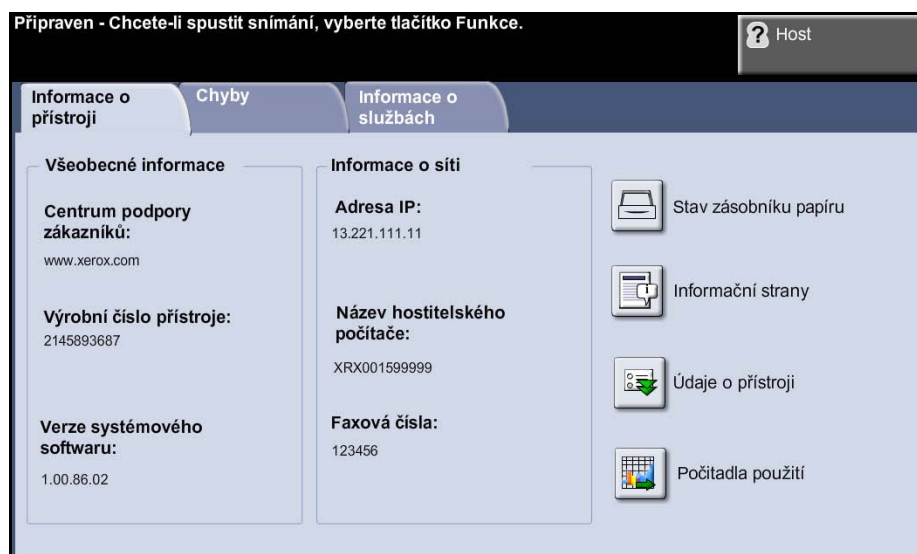 Připraven - Chcete-li spustit snímání, vyberte tlačítko Funkce.
Host
Informace o
přístroji
Chyby
Informace o
službách
Všeobecné informace
Centrum podpory
zákazníků:
www.xerox.com
Výrobní číslo přístroje:
2145893687
Verze systémového
softwaru:
1.00.86.02
Informace o síti
Adresa IP:
13.221.111.11
Název hostitelského
počítače:
XRX001599999
Faxová čísla:
123456
Stav zásobníku papíru
Informační strany
Údaje o přístroji
Počitadla použití